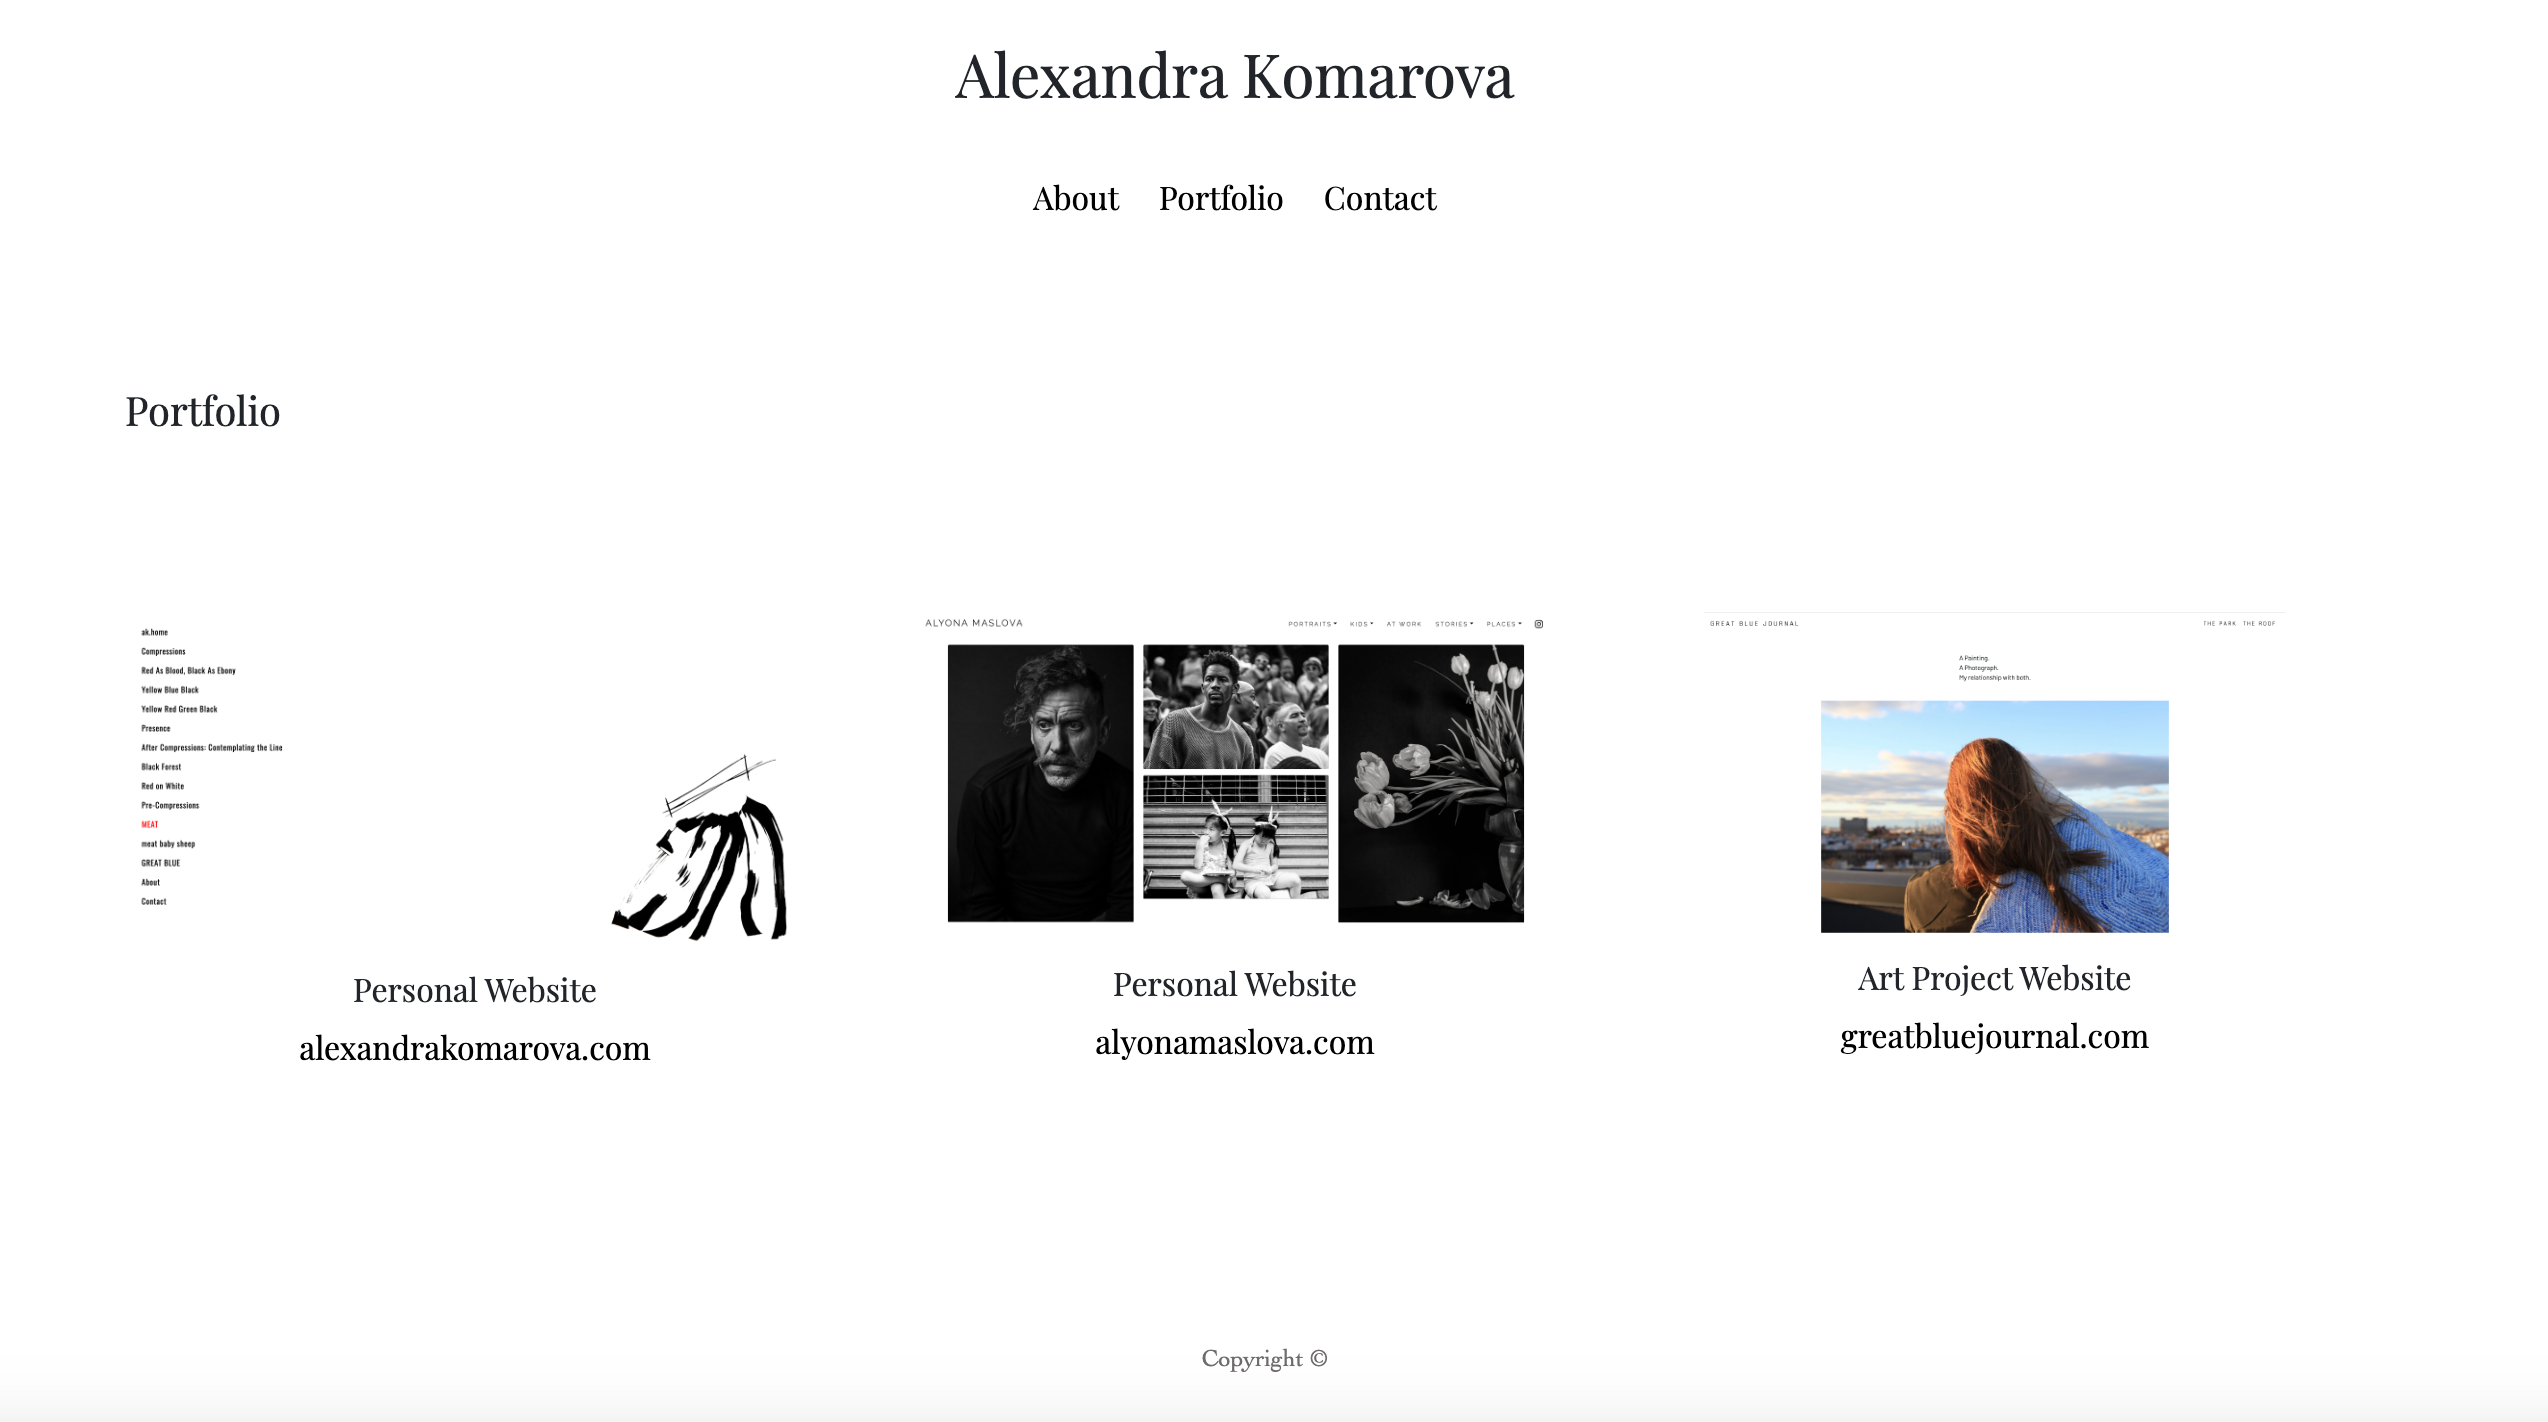 Alexandra Komarova
About Portfolio Contact
Portfolio
ak.home
Compressions
Red As Blood, Black As Ebony
Yellow Blue Black
Yellow Red Green Black
Presence
After Compressions: Contemplating the Line
Black Forest
Red on White
Pre-Compressions
MEAT
meat baby sheep
GREAT BLUE
About
Contact
Personal Website
alexandrakomarova.com
ALYONA MASLOVA PORTRAITS KIDS AT WORK STORIES PLACES
Personal Website
alyonamaslova.com
GREAT BLUE JOURNAL THE PARK THE ROOF
A Painting.
A Photograph.
My relationship with both.
Art Project Website
greatbluejournal.com
Copyright ©